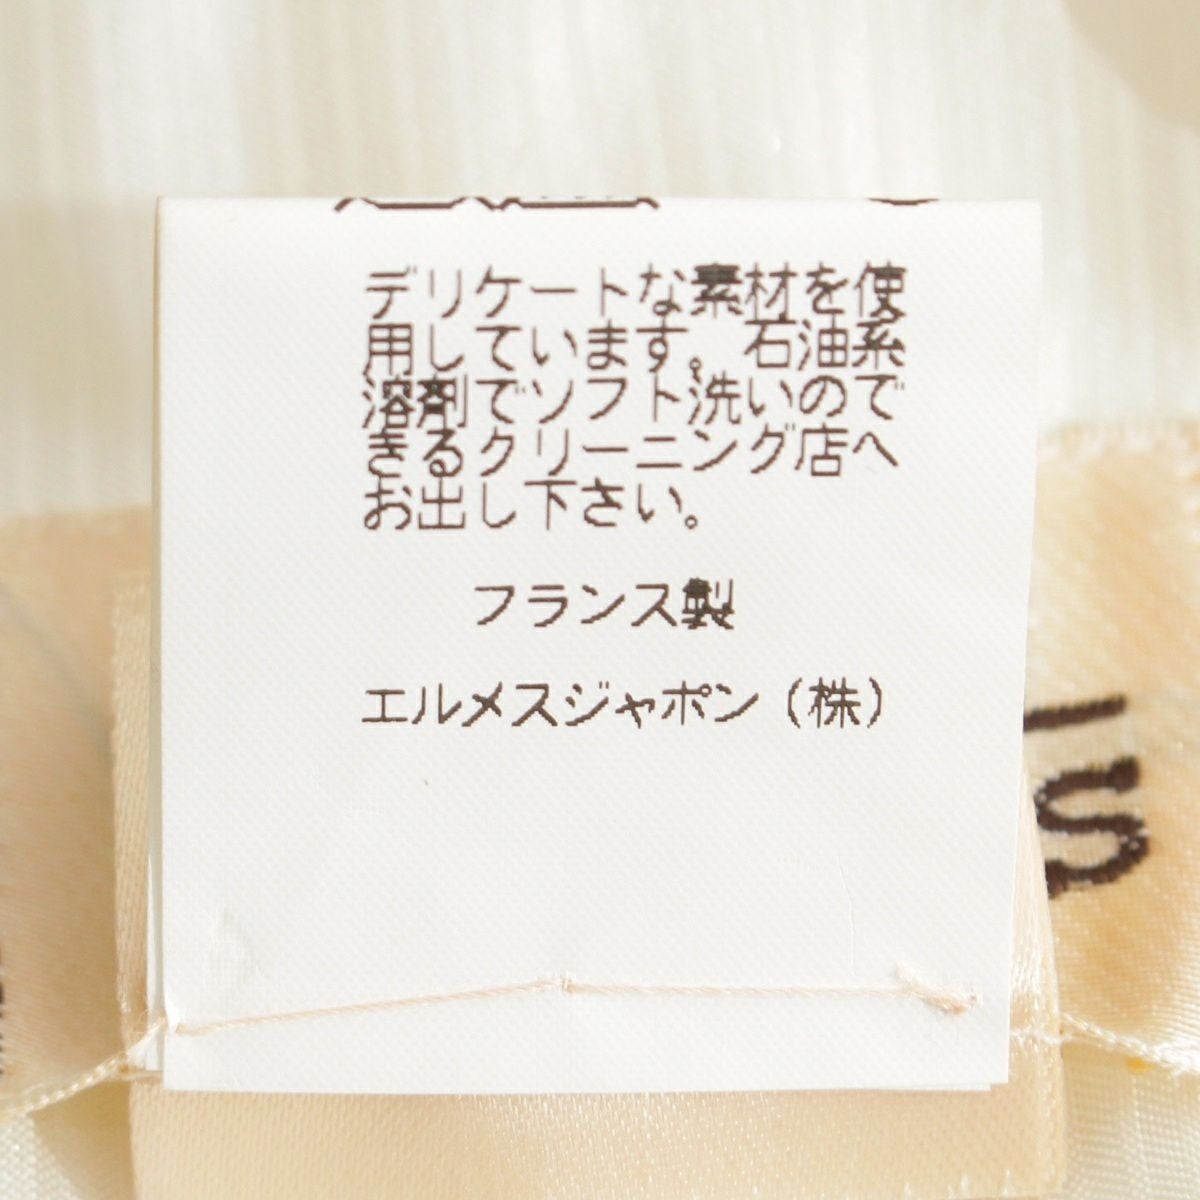 デリケートな素材を使
用しています。石油系
溶剤でソフト洗いので
きるクリーニング店へ
お出し下さい。
フランス製
エルメスジャポン（株）
IS